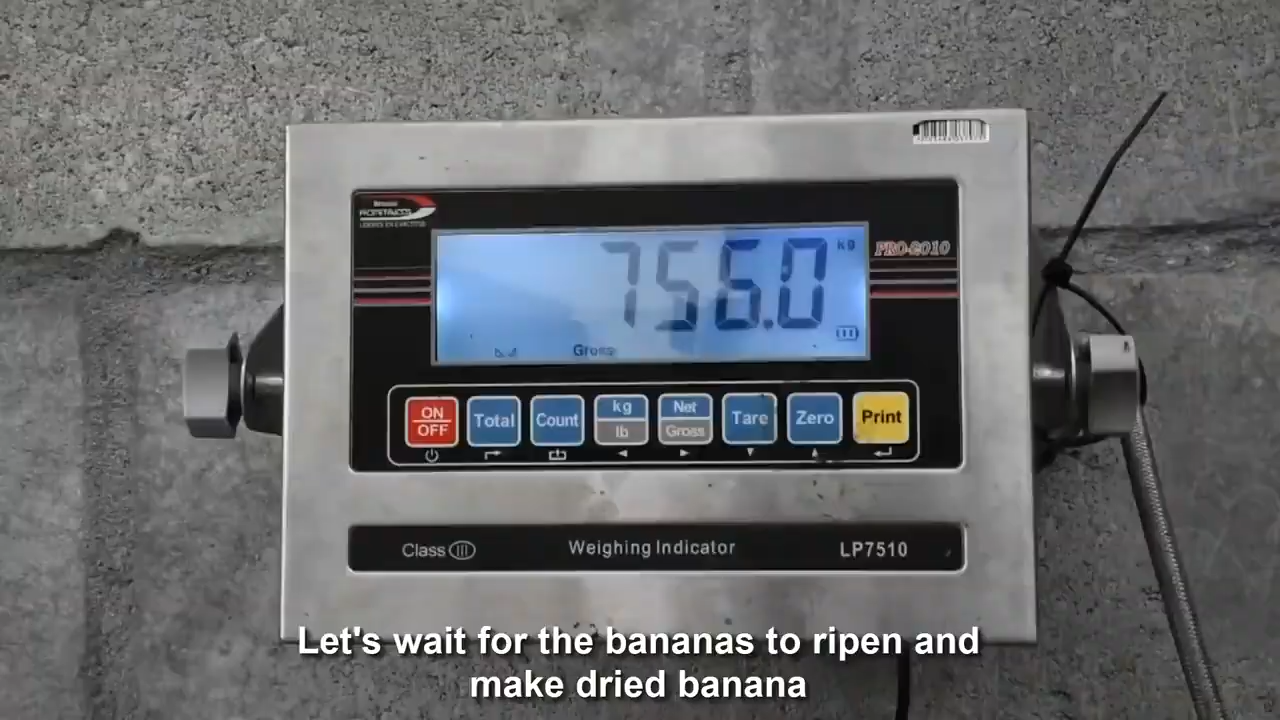 756.0 kg
PRO-2010
Gross
ON
OFF
Total
Count
kg
lb
Net
Gross
Tare
Zero
Print
Class III
Weighing Indicator
LP7510
Let's wait for the bananas to ripen and
make dried banana